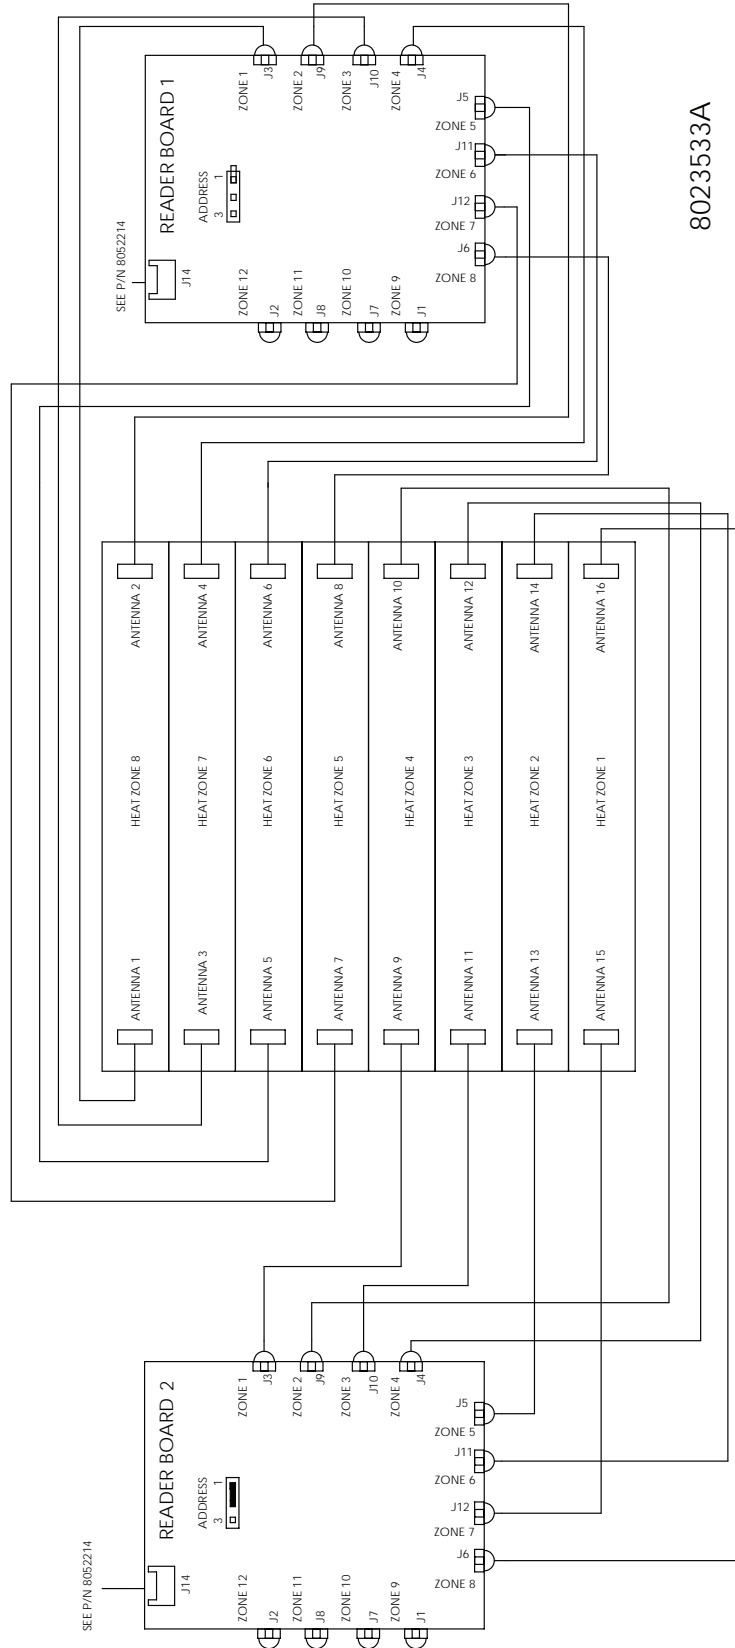 SEE P/N 8052214
J14
READER BOARD 1
ADDRESS
3 1
ZONE 1
J3
ZONE 2
J9
ZONE 3
J10
ZONE 4
J4
J5
ZONE 5
J11
ZONE 6
J12
ZONE 7
J6
ZONE 8
ZONE 12
J2
ZONE 11
J8
ZONE 10
J7
ZONE 9
J1
8023533A
ANTENNA 1 HEAT ZONE 8 ANTENNA 2
ANTENNA 3 HEAT ZONE 7 ANTENNA 4
ANTENNA 5 HEAT ZONE 6 ANTENNA 6
ANTENNA 7 HEAT ZONE 5 ANTENNA 8
ANTENNA 9 HEAT ZONE 4 ANTENNA 10
ANTENNA 11 HEAT ZONE 3 ANTENNA 12
ANTENNA 13 HEAT ZONE 2 ANTENNA 14
ANTENNA 15 HEAT ZONE 1 ANTENNA 16
SEE P/N 8052214
J14
READER BOARD 2
ADDRESS
3 1
ZONE 1
J3
ZONE 2
J9
ZONE 3
J10
ZONE 4
J4
J5
ZONE 5
J11
ZONE 6
J12
ZONE 7
J6
ZONE 8
ZONE 12
J2
ZONE 11
J8
ZONE 10
J7
ZONE 9
J1